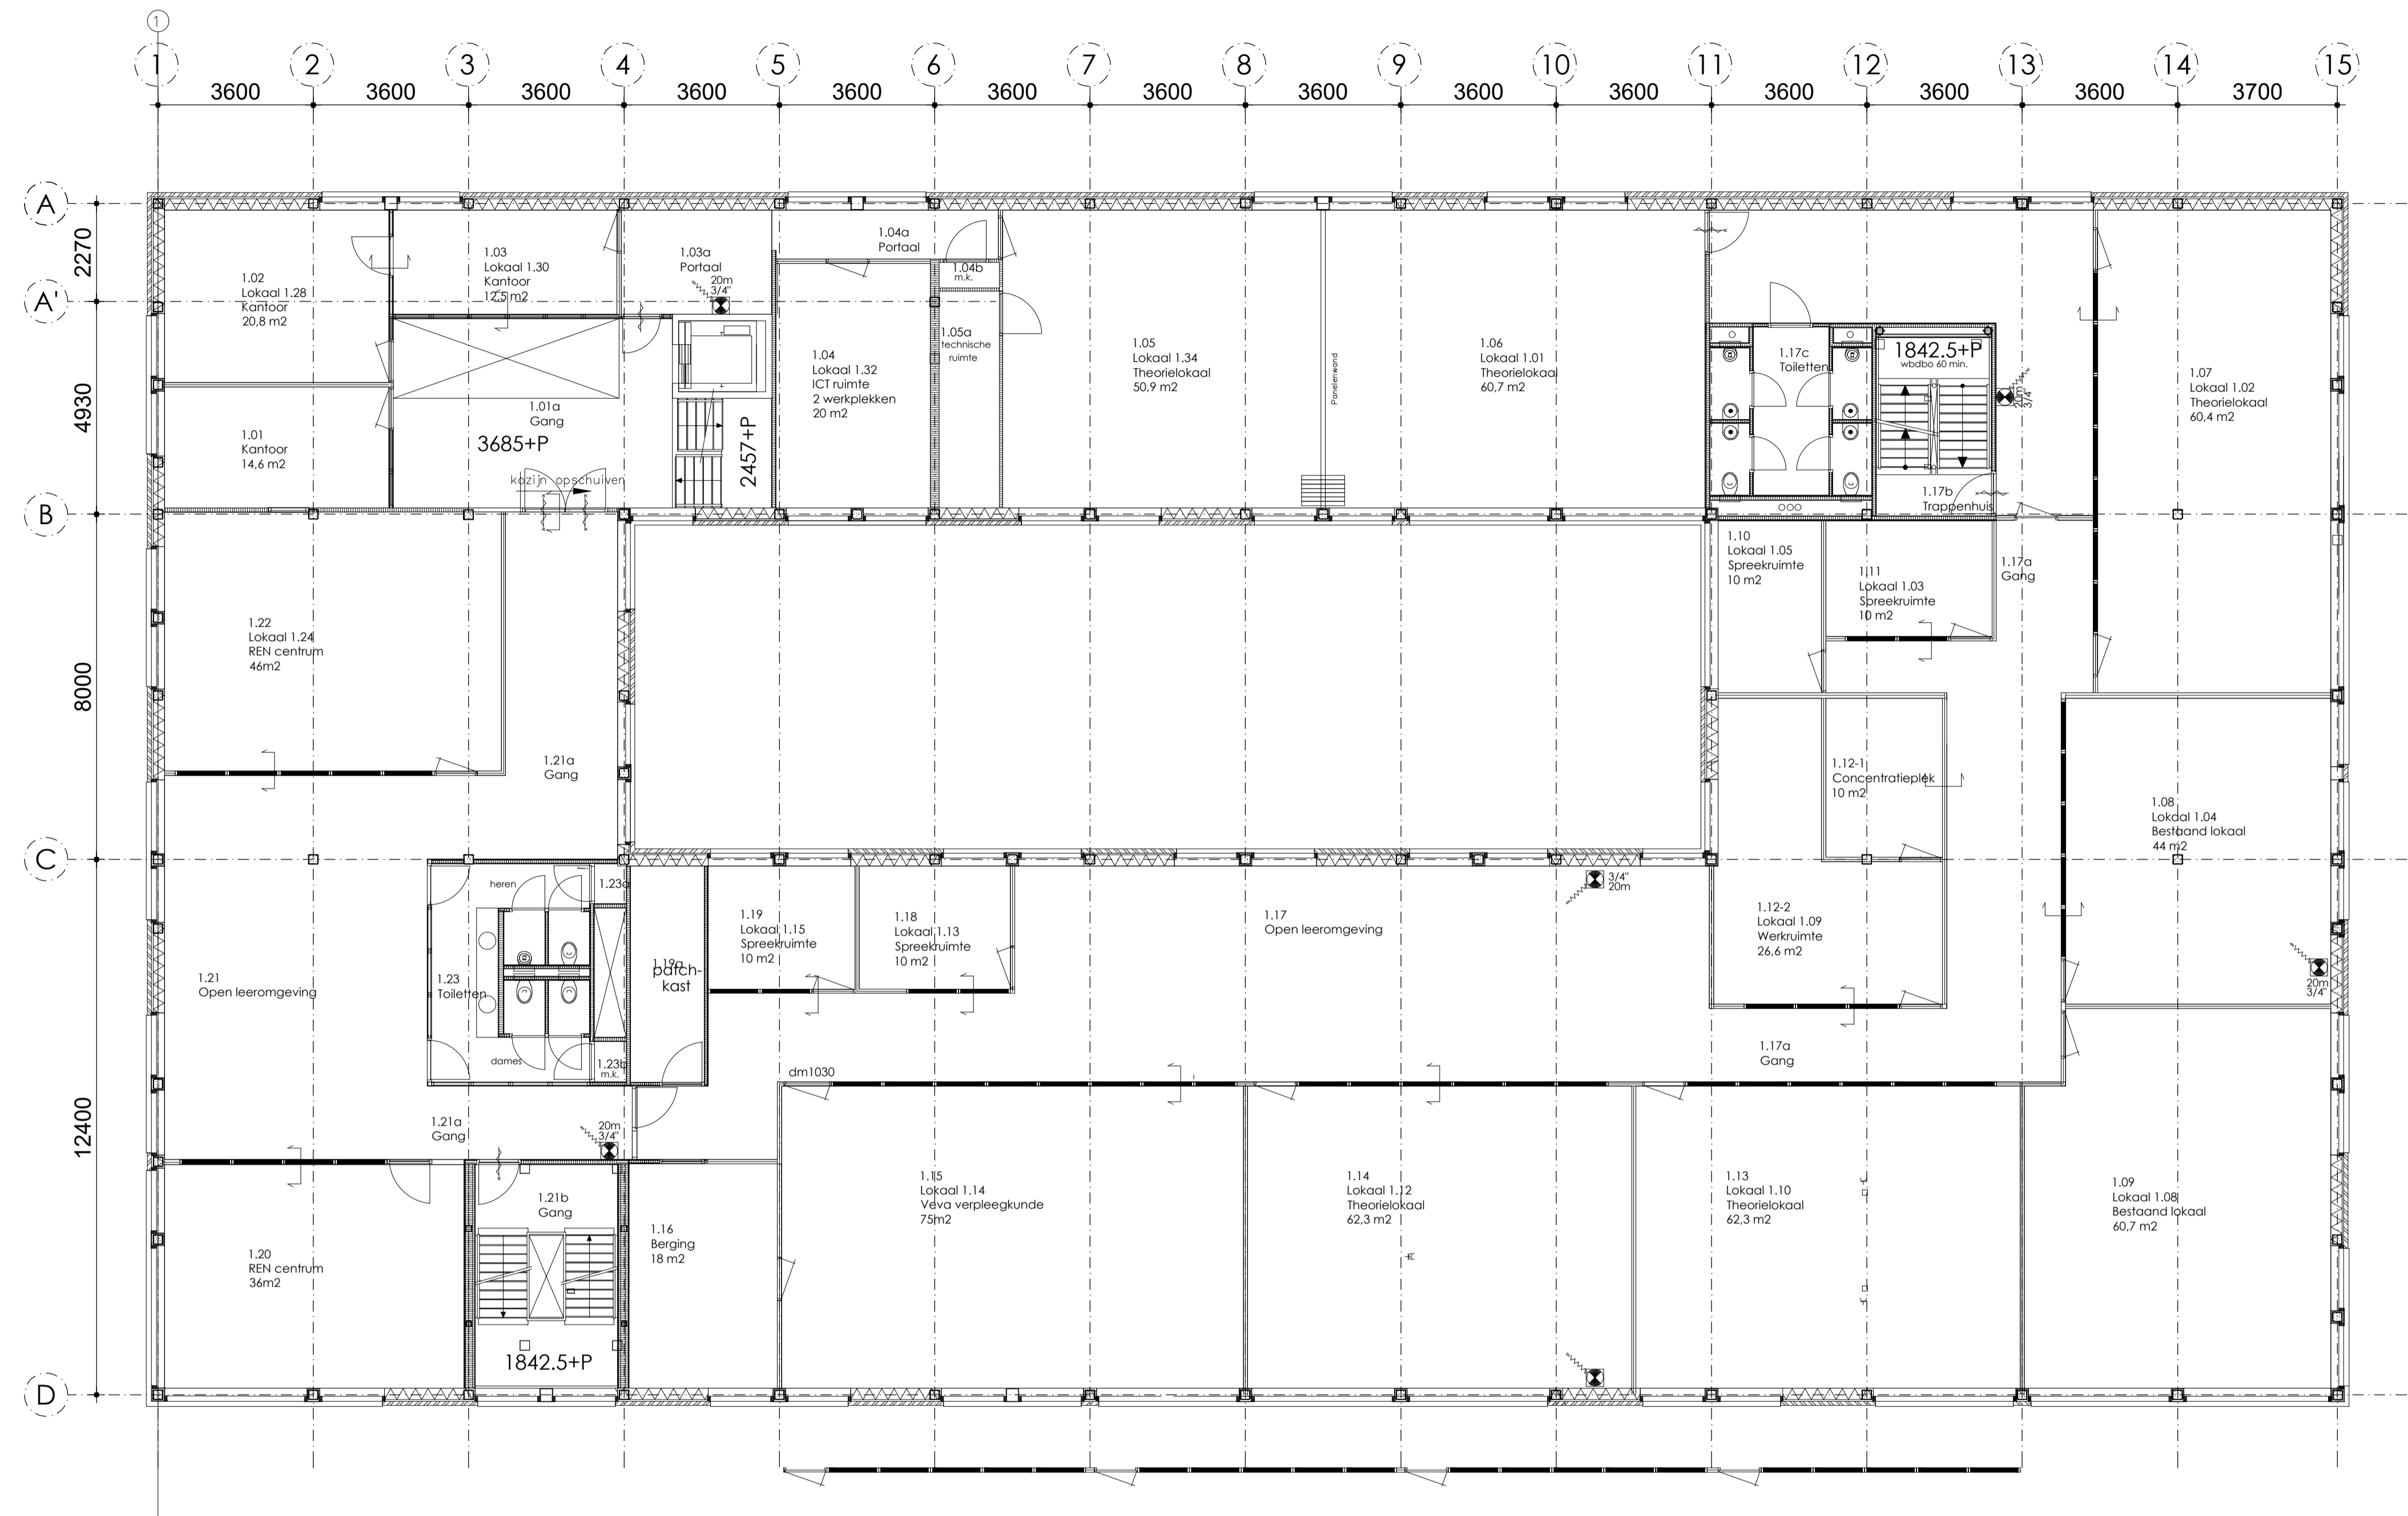 1
1 2 3 4 5 6 7 8 9 10 11 12 13 14 15
3600 3600 3600 3600 3600 3600 3600 3600 3600 3600 3600 3600 3600 3700
A
2270
A'
4930
B
8000
C
12400
D
1.02
Lokaal 1.28
Kantoor
20,8 m2
1.03
Lokaal 1.30
Kantoor
12,5 m2
1.03a
Portaal
20m
3/4"
1.04a
Portaal
1.04b
m.k.
1.05a
technische
ruimte
1.04
Lokaal 1.32
ICT ruimte
2 werkplekken
20 m2
1.05
Lokaal 1.34
Theorielokaal
50,9 m2
Panelenwand
1.06
Lokaal 1.01
Theorielokaal
60,7 m2
1.17c
Toiletten
1842.5+P
wbdbo 60 min.
20m
3/4"
1.07
Lokaal 1.02
Theorielokaal
60,4 m2
1.01
Kantoor
14,6 m2
1.01a
Gang
3685+P
kozijn opschuiven
2457+P
1.17b
Trappenhuis
1.10
Lokaal 1.05
Spreekruimte
10 m2
1.11
Lokaal 1.03
Spreekruimte
10 m2
1.17a
Gang
1.22
Lokaal 1.24
REN centrum
46m2
1.21a
Gang
1.12-1
Concentratieplek
10 m2
1.08
Lokaal 1.04
Bestaand lokaal
44 m2
heren
1.23a
1.23
Toiletten
dames
1.23b
m.k.
1.19a
patch-
kast
1.19
Lokaal 1.15
Spreekruimte
10 m2
1.18
Lokaal 1.13
Spreekruimte
10 m2
1.17
Open leeromgeving
3/4"
20m
1.12-2
Lokaal 1.09
Werkruimte
26,6 m2
20m
3/4"
1.21
Open leeromgeving
1.17a
Gang
dm1030
1.21a
Gang
20m
3/4"
1.21b
Gang
1.20
REN centrum
36m2
1842.5+P
1.16
Berging
18 m2
1.15
Lokaal 1.14
Veva verpleegkunde
75m2
1.14
Lokaal 1.12
Theorielokaal
62,3 m2
1.13
Lokaal 1.10
Theorielokaal
62,3 m2
1.09
Lokaal 1.08
Bestaand lokaal
60,7 m2